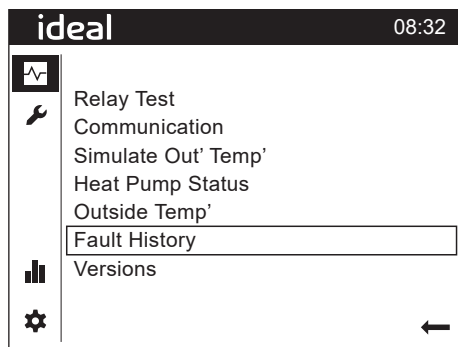 ideal 08:32
Relay Test
Communication
Simulate Out’ Temp’
Heat Pump Status
Outside Temp’
Fault History
Versions